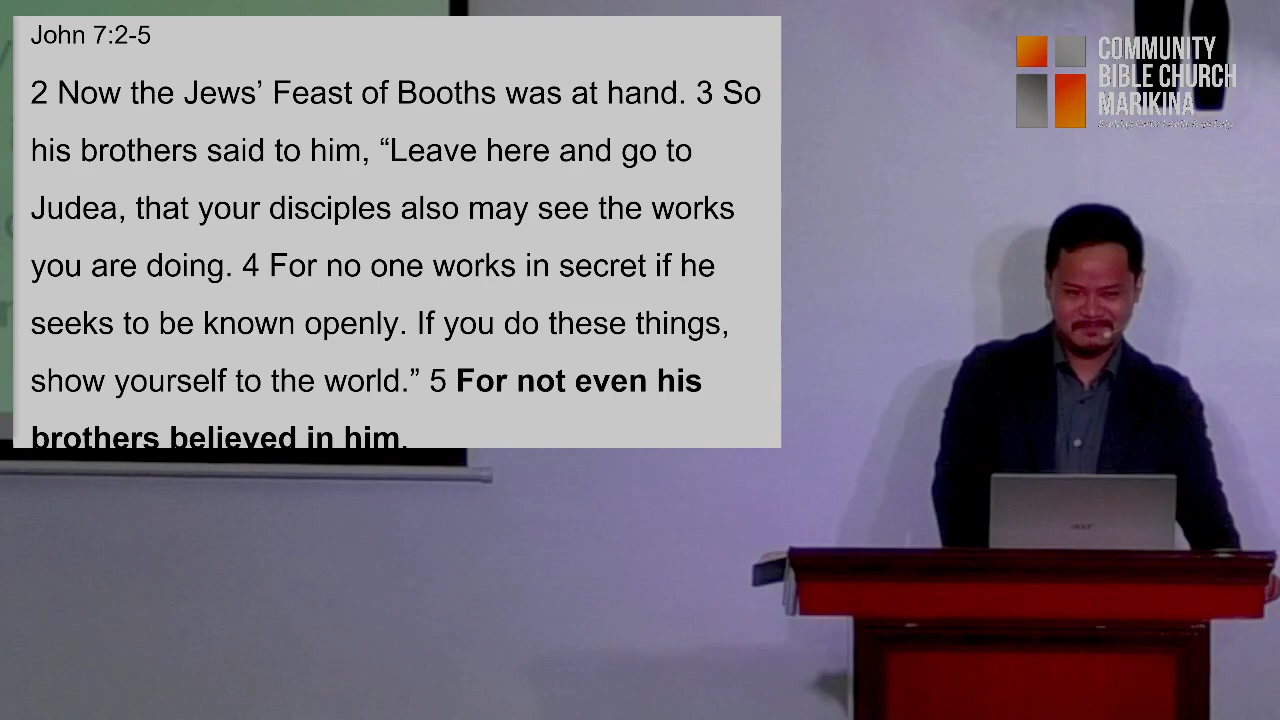 John 7:2-5
2 Now the Jews’ Feast of Booths was at hand. 3 So
his brothers said to him, “Leave here and go to
Judea, that your disciples also may see the works
you are doing. 4 For no one works in secret if he
seeks to be known openly. If you do these things,
show yourself to the world.” 5 For not even his
brothers believed in him.
COMMUNITY
BIBLE CHURCH
MARIKINA
acer